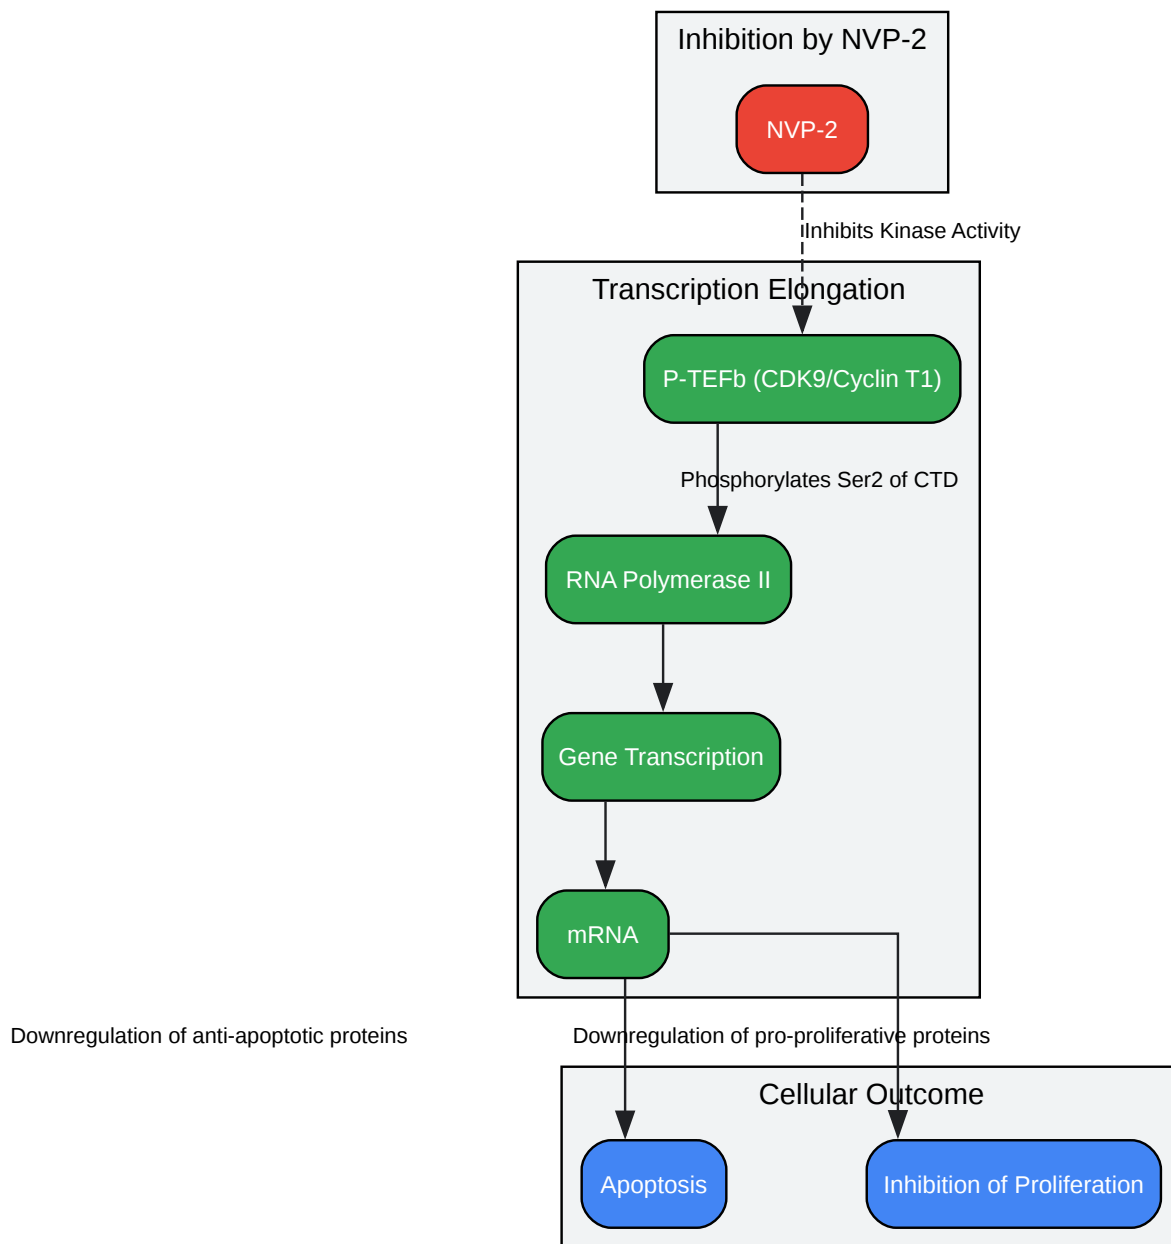 Inhibition by NVP-2
NVP-2
Inhibits Kinase Activity
Transcription Elongation
P-TEFb (CDK9/Cyclin T1)
Phosphorylates Ser2 of CTD
RNA Polymerase II
Gene Transcription
mRNA
Downregulation of anti-apoptotic proteins
Downregulation of pro-proliferative proteins
Cellular Outcome
Apoptosis
Inhibition of Proliferation